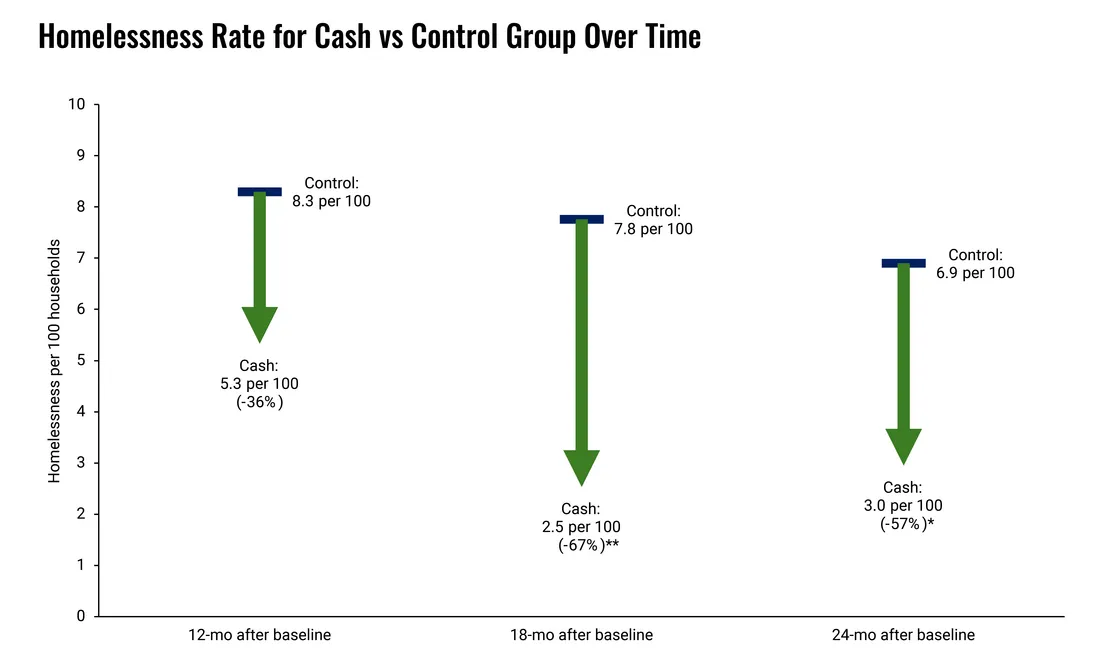 Homelessness Rate for Cash vs Control Group Over Time
Homelessness per 100 households
10
9
8
7
6
5
4
3
2
1
0
Control:
8.3 per 100
Cash:
5.3 per 100
(-36%)
Control:
7.8 per 100
Cash:
2.5 per 100
(-67%)**
Control:
6.9 per 100
Cash:
3.0 per 100
(-57%)*
12-mo after baseline
18-mo after baseline
24-mo after baseline